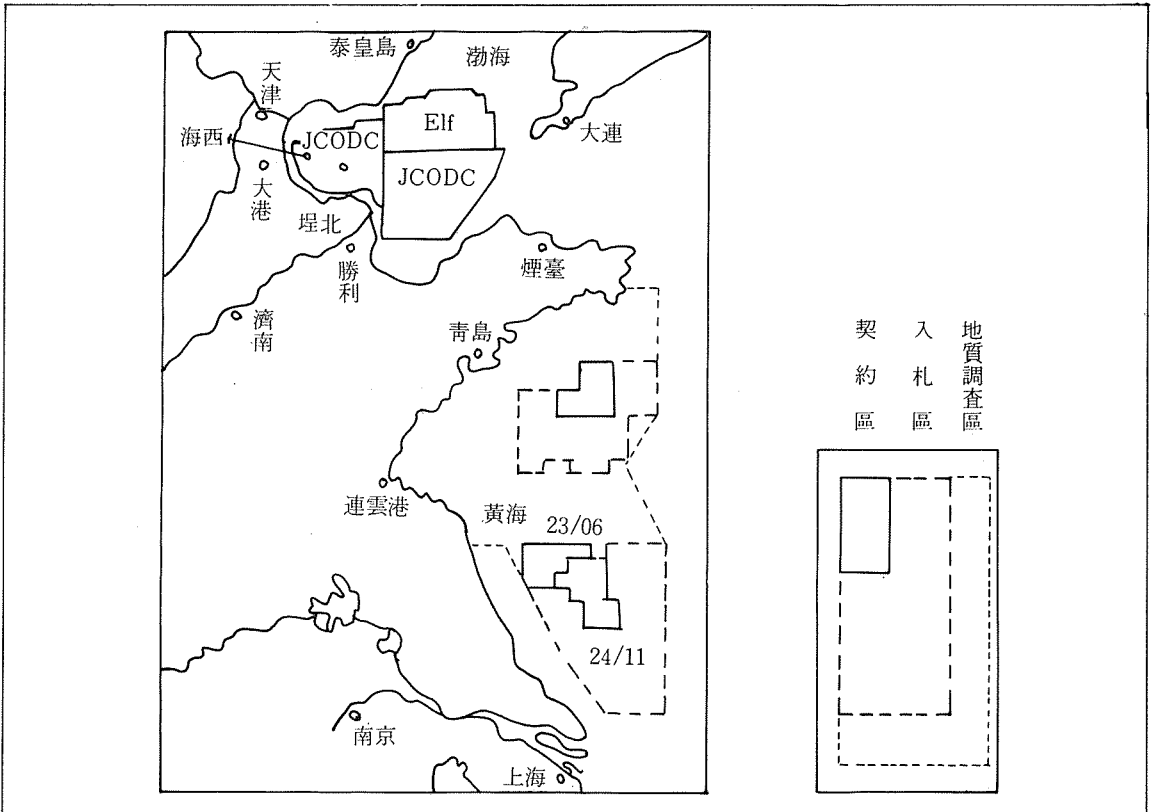 泰皇島
渤海
天津
Elf
大連
海西
JCODC
JCODC
大港
埕北
勝利
煙臺
濟南
靑島
連雲港
黃海
23/06
24/11
南京
上海
契約區
入札區
地質調査區